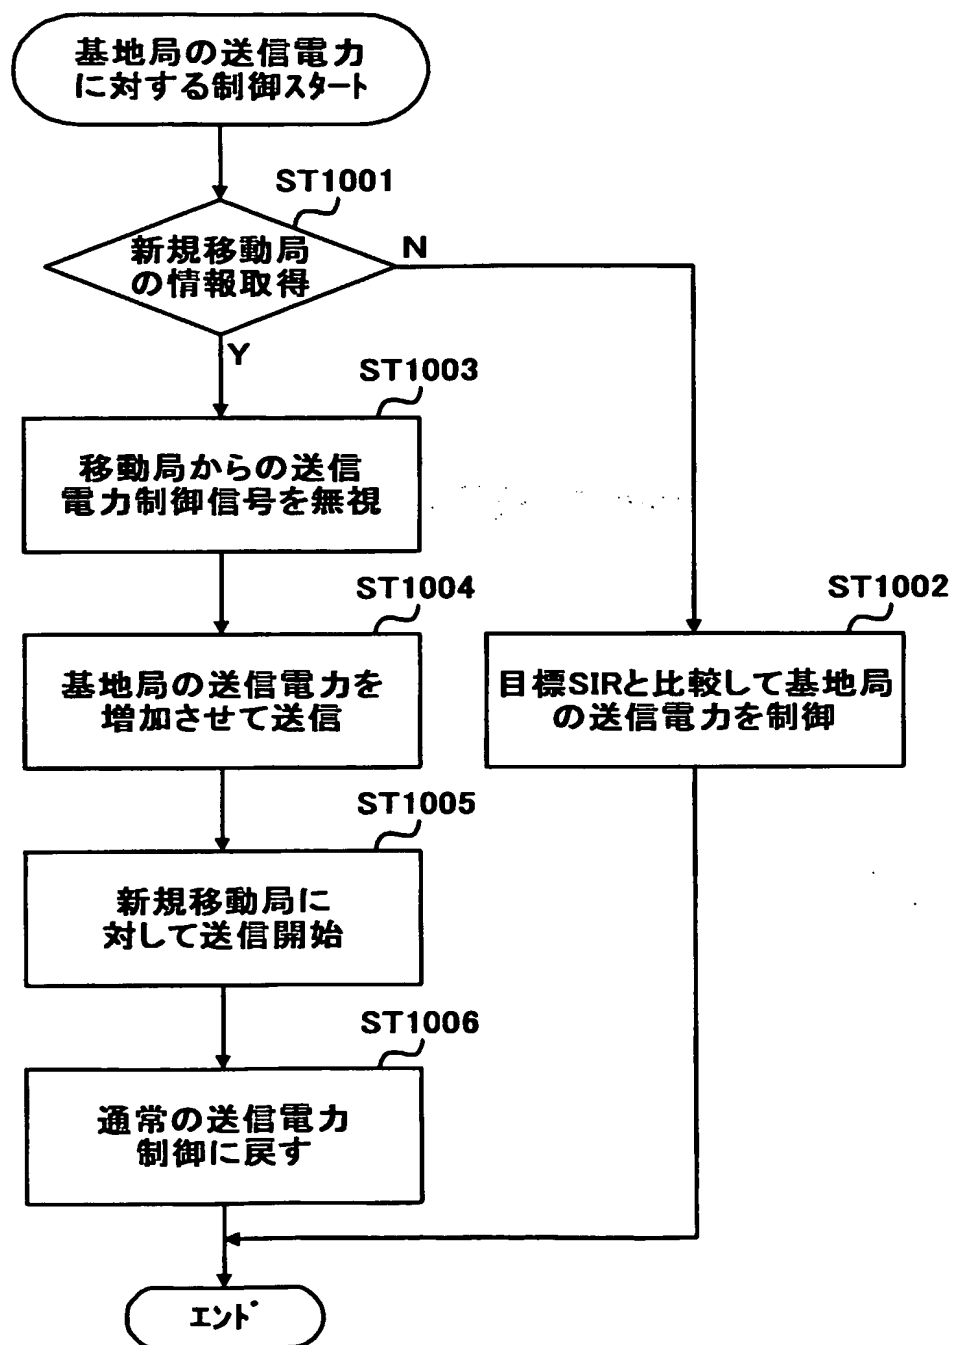 基地局の送信電力
に対する制御スタート
ST1001
新規移動局
の情報取得
N
Y
ST1003
移動局からの送信
電力制御信号を無視
ST1004
基地局の送信電力を
増加させて送信
ST1002
目標SIRと比較して基地局
の送信電力を制御
ST1005
新規移動局に
対して送信開始
ST1006
通常の送信電力
制御に戻す
エンド